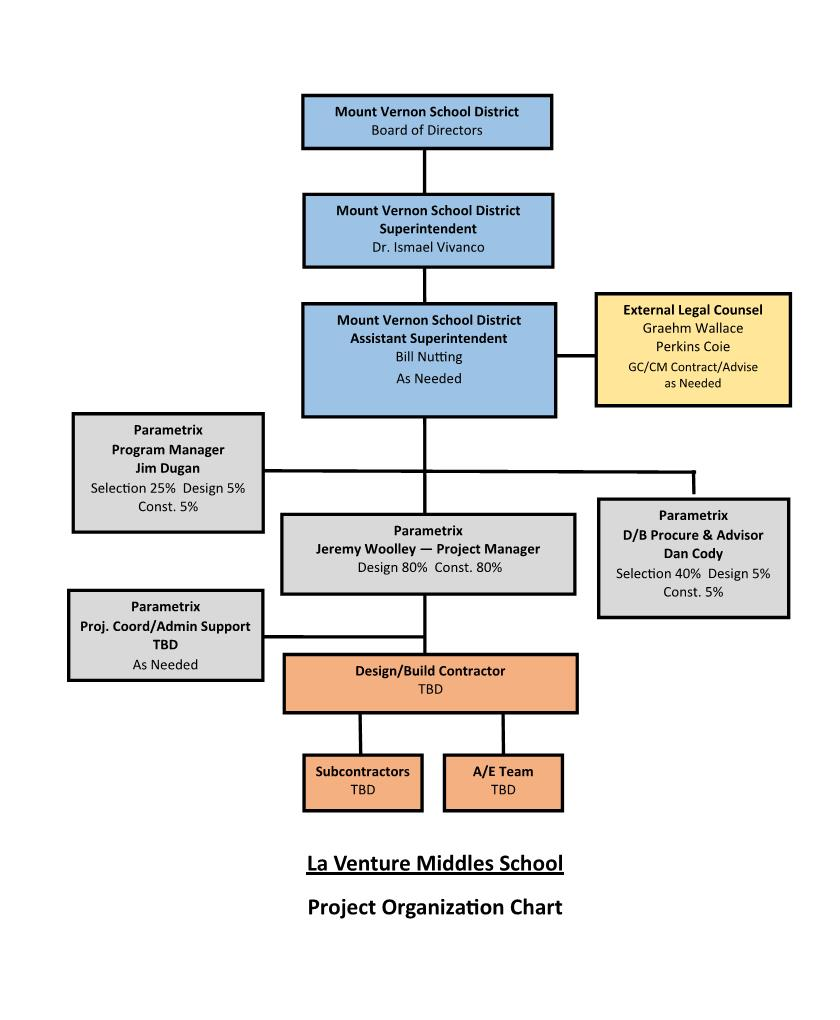 Mount Vernon School District
Board of Directors
Mount Vernon School District
Superintendent
Dr. Ismael Vivanco
Mount Vernon School District
Assistant Superintendent
Bill Nutting
As Needed
External Legal Counsel
Graehm Wallace
Perkins Coie
GC/CM Contract/Advise
as Needed
Parametrix
Program Manager
Jim Dugan
Selection 25% Design 5%
Const. 5%
Parametrix
Jeremy Woolley — Project Manager
Design 80% Const. 80%
Parametrix
D/B Procure & Advisor
Dan Cody
Selection 40% Design 5%
Const. 5%
Parametrix
Proj. Coord/Admin Support
TBD
As Needed
Design/Build Contractor
TBD
Subcontractors
TBD
A/E Team
TBD
La Venture Middles School
Project Organization Chart